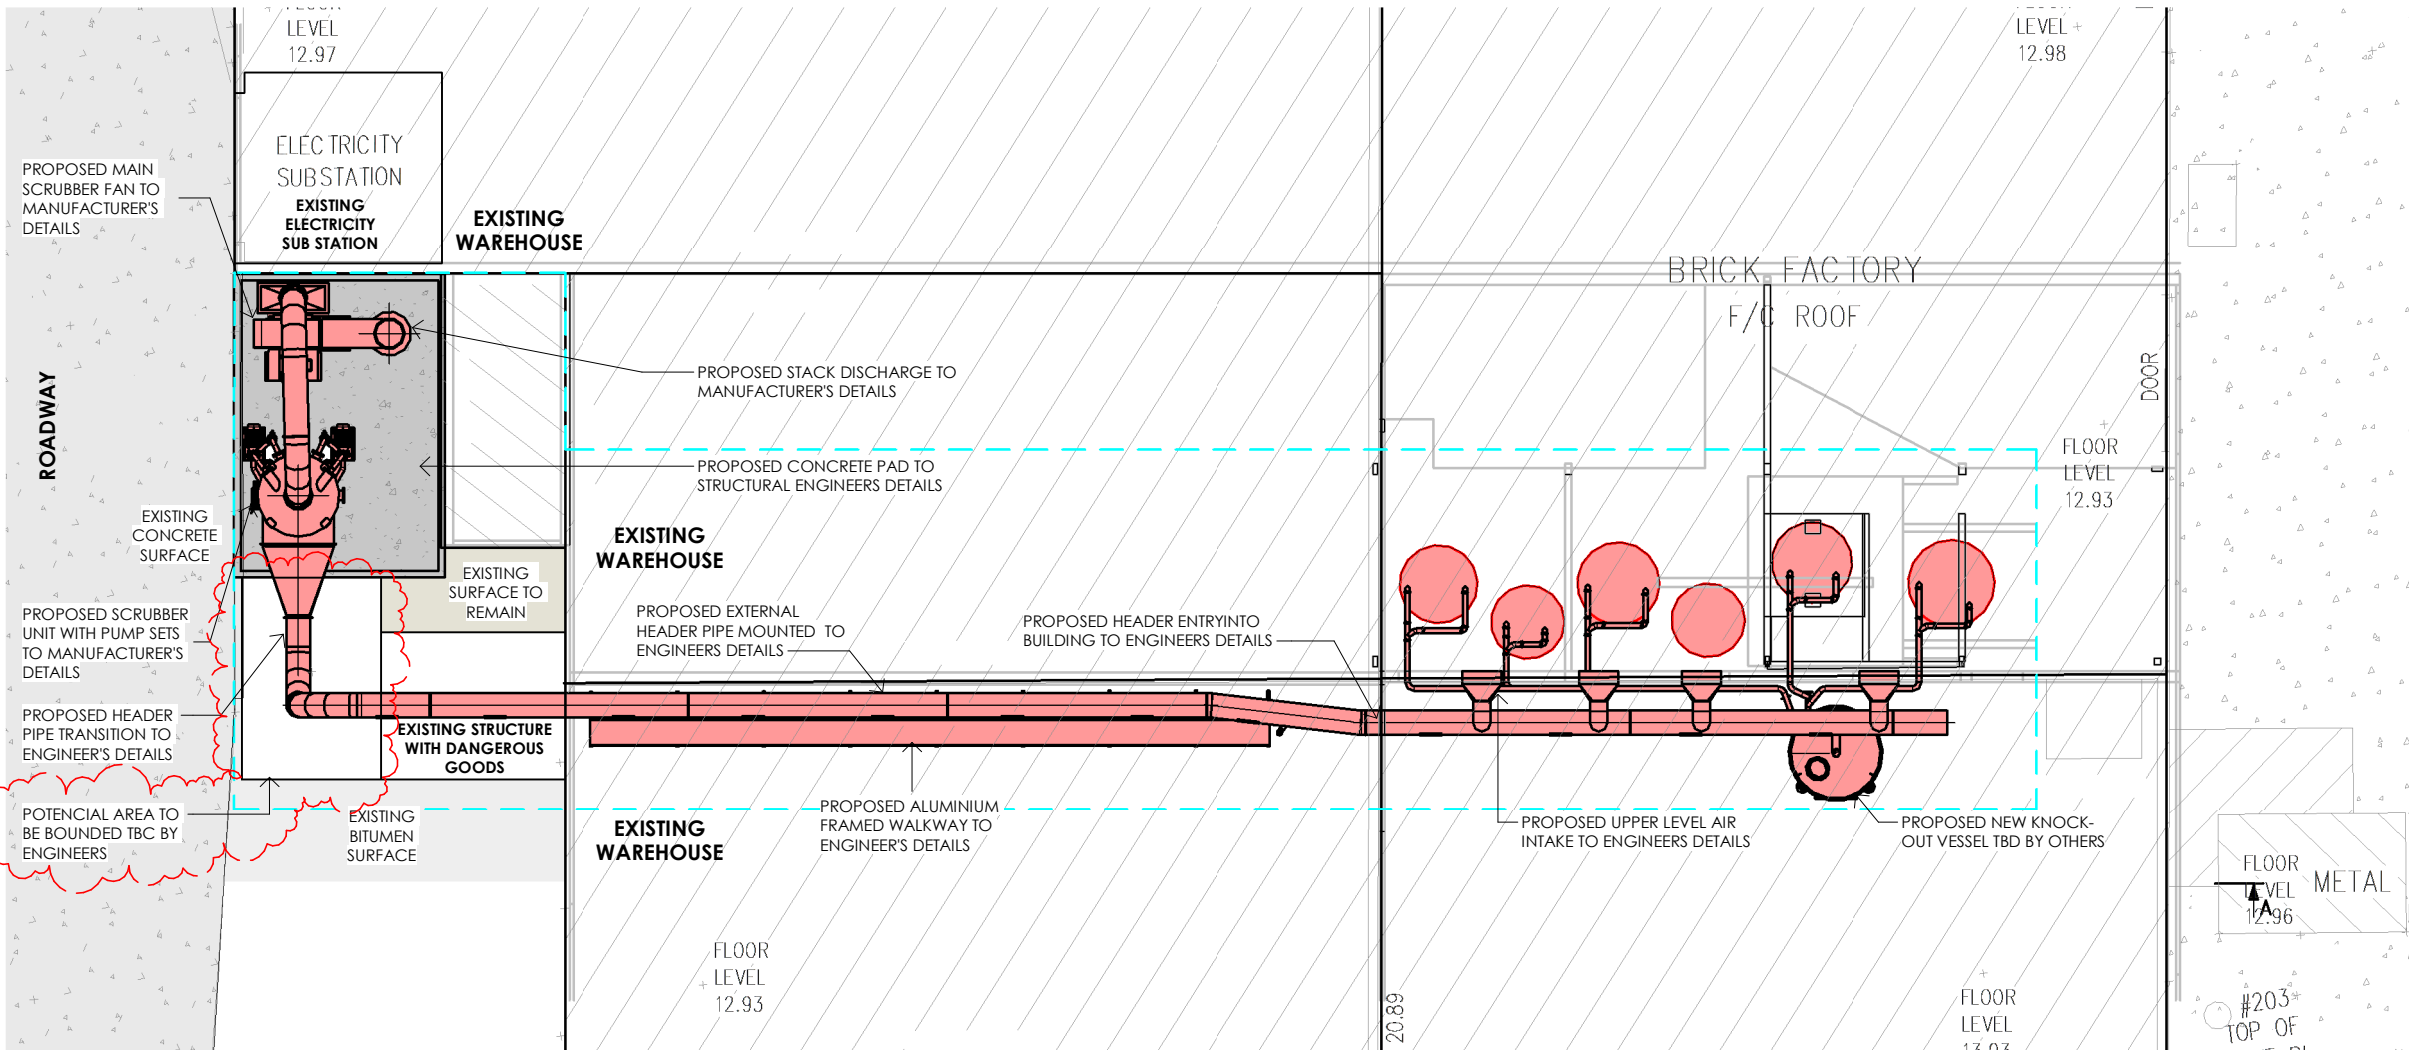 LEVEL
12.97
LEVEL
12.98
ELECTRICITY
SUBSTATION
EXISTING
ELECTRICITY
SUB STATION
PROPOSED MAIN
SCRUBBER FAN TO
MANUFACTURER'S
DETAILS
EXISTING
WAREHOUSE
BRICK FACTORY
F/C ROOF
DOOR
ROADWAY
PROPOSED STACK DISCHARGE TO
MANUFACTURER'S DETAILS
PROPOSED CONCRETE PAD TO
STRUCTURAL ENGINEERS DETAILS
FLOOR
LEVEL
12.93
EXISTING
CONCRETE
SURFACE
EXISTING
WAREHOUSE
EXISTING
SURFACE TO
REMAIN
PROPOSED SCRUBBER
UNIT WITH PUMP SETS
TO MANUFACTURER'S
DETAILS
PROPOSED EXTERNAL
HEADER PIPE MOUNTED TO
ENGINEERS DETAILS
PROPOSED HEADER ENTRYINTO
BUILDING TO ENGINEERS DETAILS
PROPOSED HEADER
PIPE TRANSITION TO
ENGINEER'S DETAILS
EXISTING STRUCTURE
WITH DANGEROUS
GOODS
POTENCIAL AREA TO
BE BOUNDED TBC BY
ENGINEERS
EXISTING
BITUMEN
SURFACE
EXISTING
WAREHOUSE
PROPOSED ALUMINIUM
FRAMED WALKWAY TO
ENGINEER'S DETAILS
PROPOSED UPPER LEVEL AIR
INTAKE TO ENGINEERS DETAILS
PROPOSED NEW KNOCK-
OUT VESSEL TBD BY OTHERS
FLOOR
LEVEL
12.96
METAL
A
FLOOR
LEVEL
12.93
20.89
FLOOR
LEVEL
#203
TOP OF